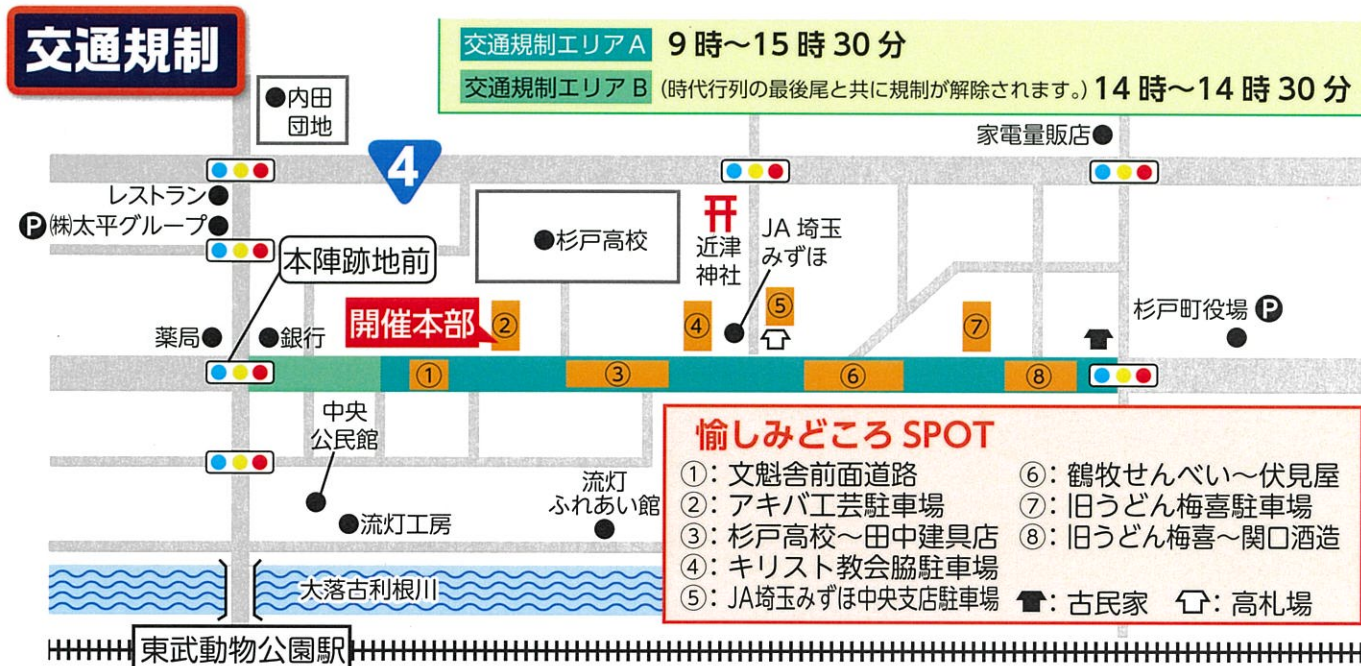 交通規制
交通規制エリアA 9時～15時30分
交通規制エリアB (時代行列の最後尾と共に規制が解除されます。) 14時～14時30分
●内田
団地
家電量販店●
4
レストラン●
P(株)太平グループ●
本陣跡地前
●杉戸高校
近津
神社
JA埼玉
みずほ
杉戸町役場 P
薬局●
●銀行
開催本部
②
④
⑤
⑦
①
③
⑥
⑧
中央
公民館
●流灯工房
流灯
ふれあい館
大落古利根川
東武動物公園駅
愉しみどころSPOT
①：文魁舎前面道路
②：アキバ工芸駐車場
③：杉戸高校～田中建具店
④：キリスト教会脇駐車場
⑤：JA埼玉みずほ中央支店駐車場
⑥：鶴牧せんべい～伏見屋
⑦：旧うどん梅喜駐車場
⑧：旧うどん梅喜～関口酒造
：古民家 ：高札場